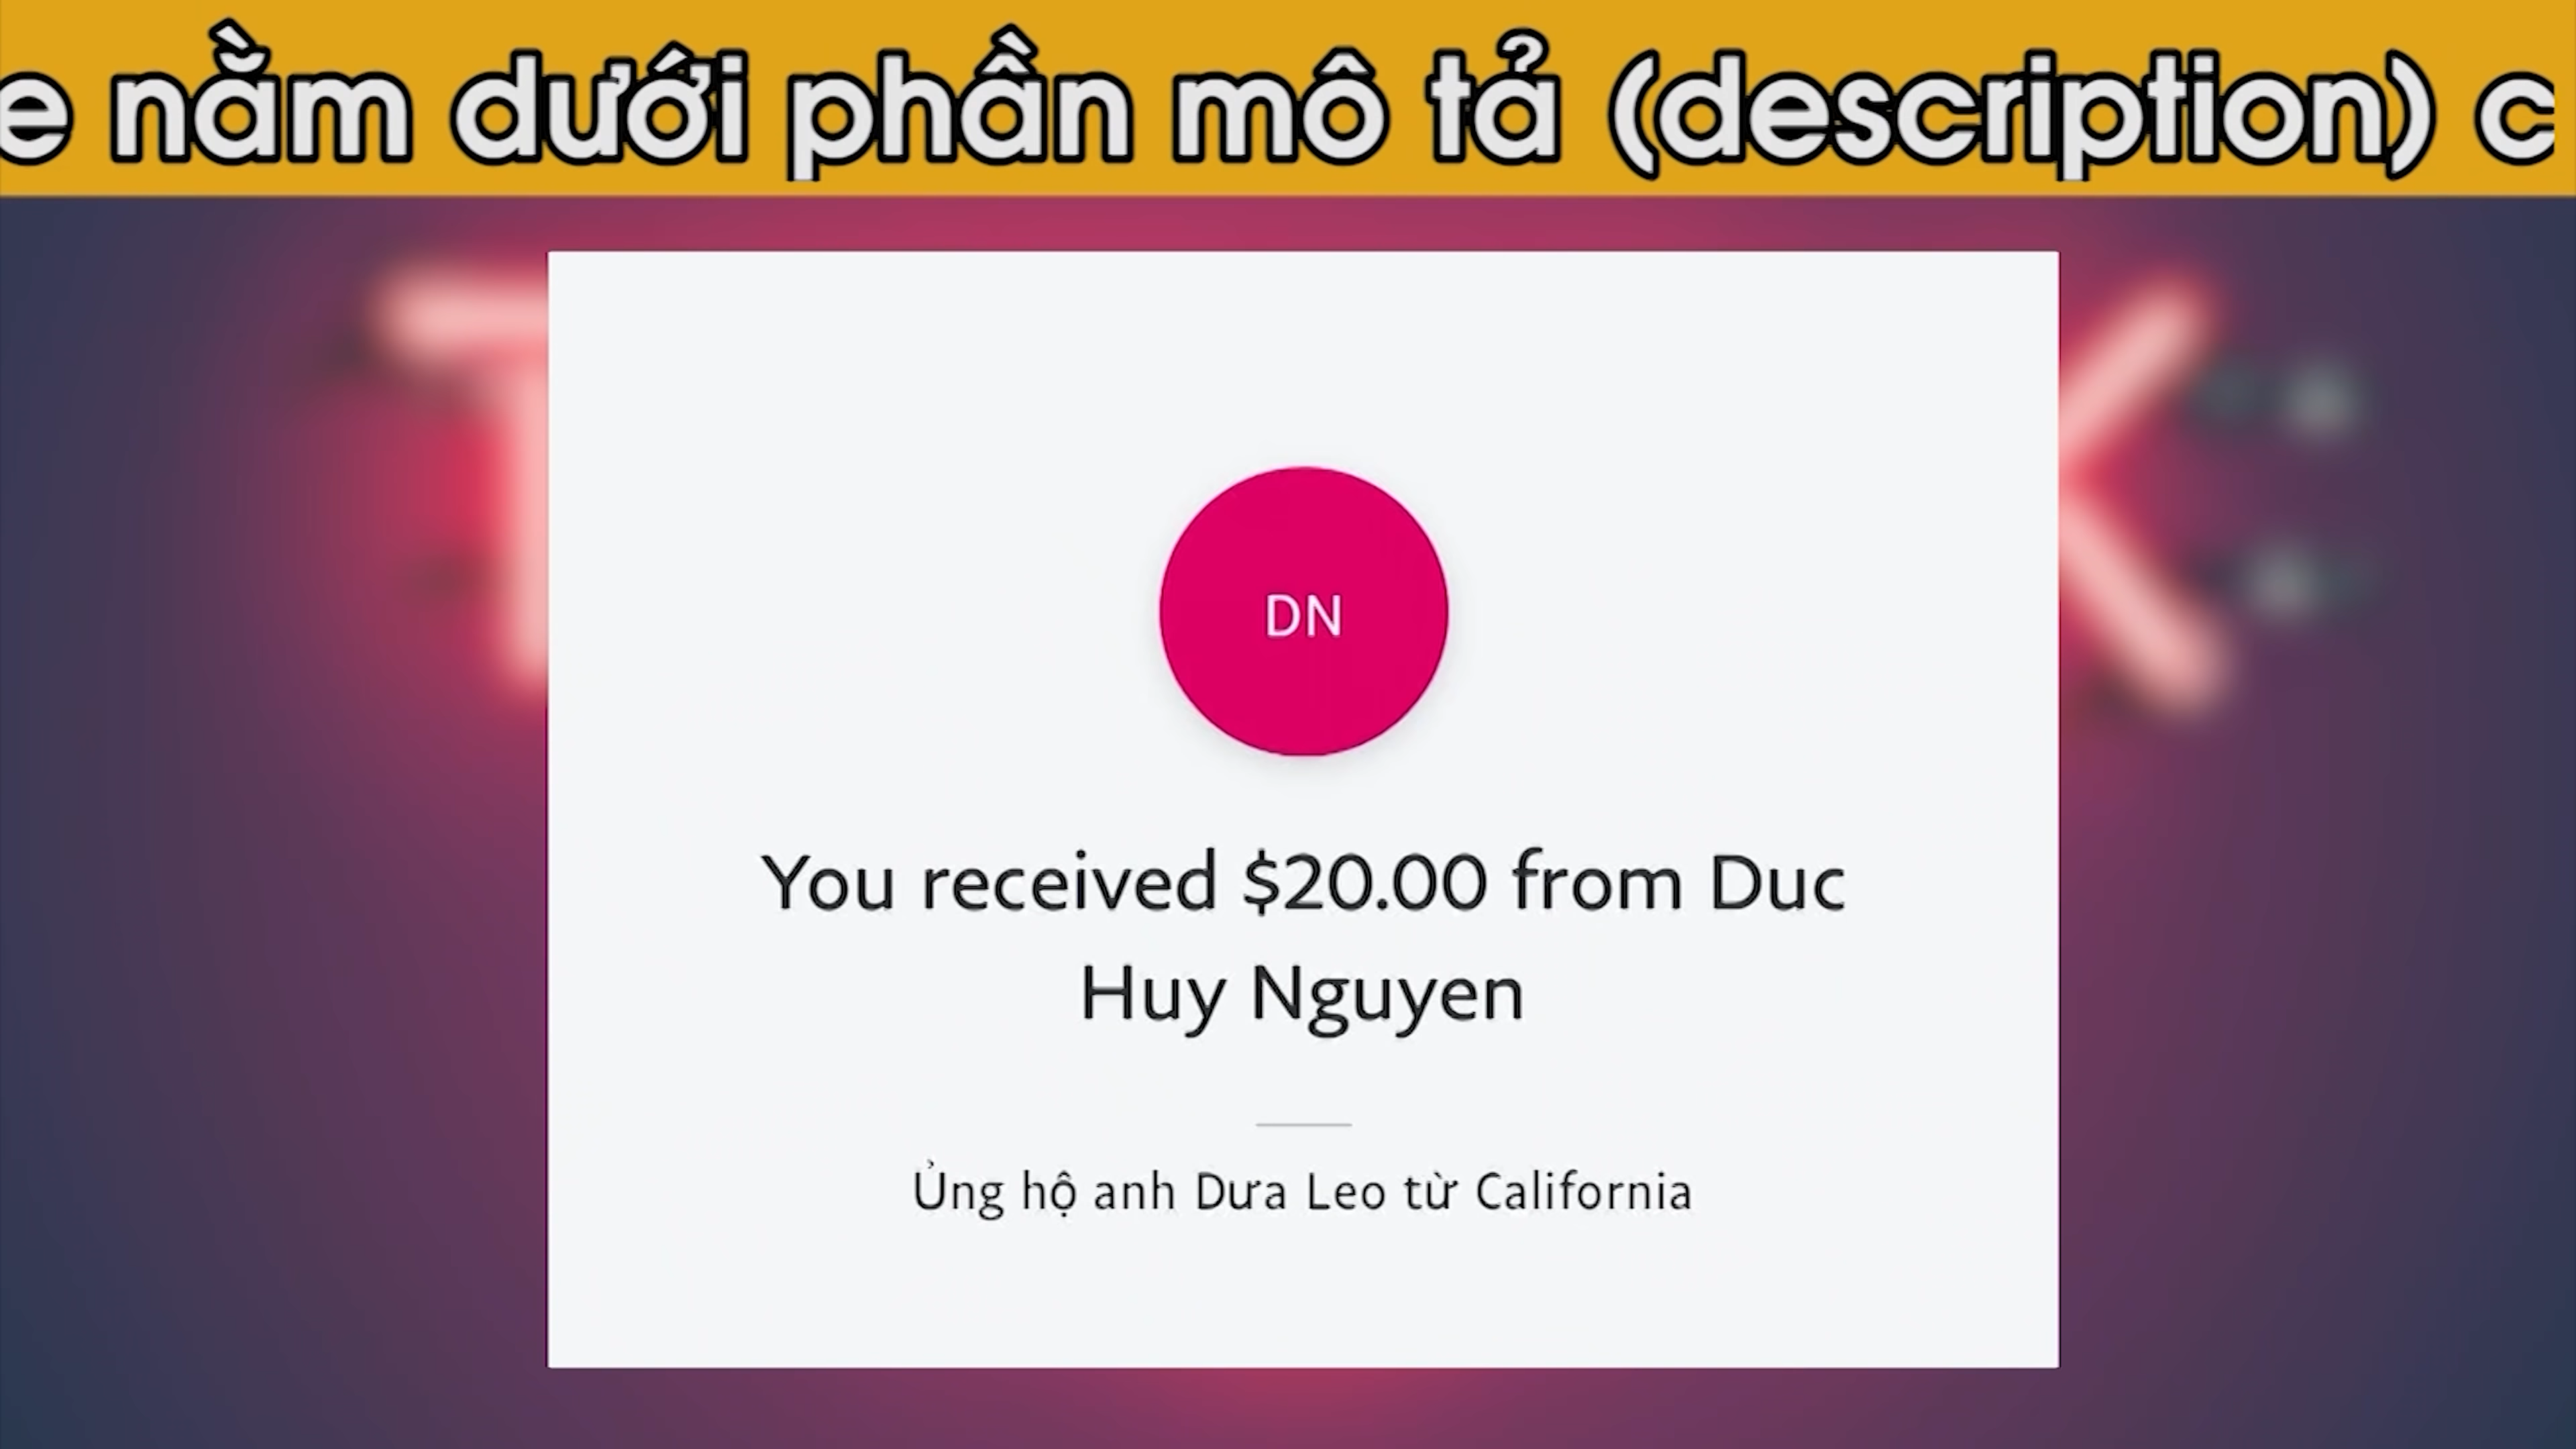 e nằm dưới phần mô tả (description) c
T K
DN
You received $20.00 from Duc
Huy Nguyen
Ủng hộ anh Dưa Leo từ California